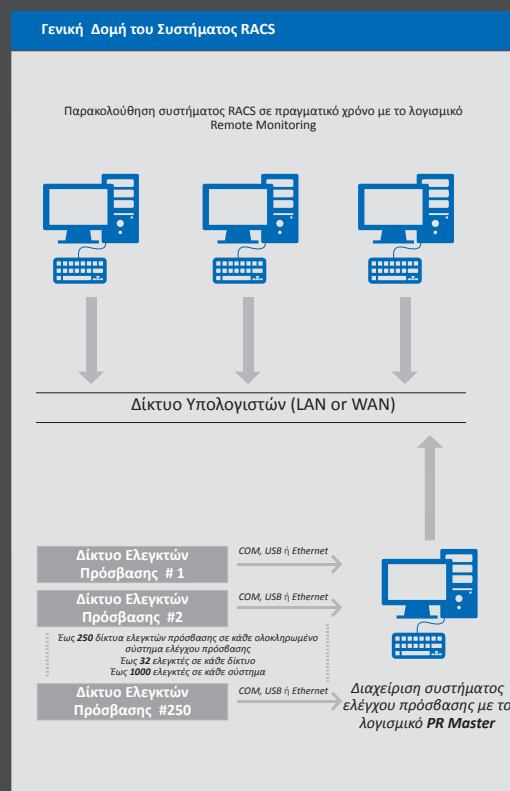 Γενική Δομή του Συστήματος RACS
Παρακολούθηση συστήματος RACS σε πραγματικό χρόνο με το λογισμικό
Remote Monitoring
Δίκτυο Υπολογιστών (LAN or WAN)
Δίκτυο Ελεγκτών
Πρόσβασης # 1
COM, USB ή Ethernet
Δίκτυο Ελεγκτών
Πρόσβασης #2
COM, USB ή Ethernet
Έως 250 δίκτυα ελεγκτών πρόσβασης σε κάθε ολοκληρωμένο
σύστημα ελέγχου πρόσβασης
Έως 32 ελεγκτές σε κάθε δίκτυο
Έως 1000 ελεγκτές σε κάθε σύστημα
Δίκτυο Ελεγκτών
Πρόσβασης #250
COM, USB ή Ethernet
Διαχείριση συστήματος
ελέγχου πρόσβασης με το
λογισμικό PR Master